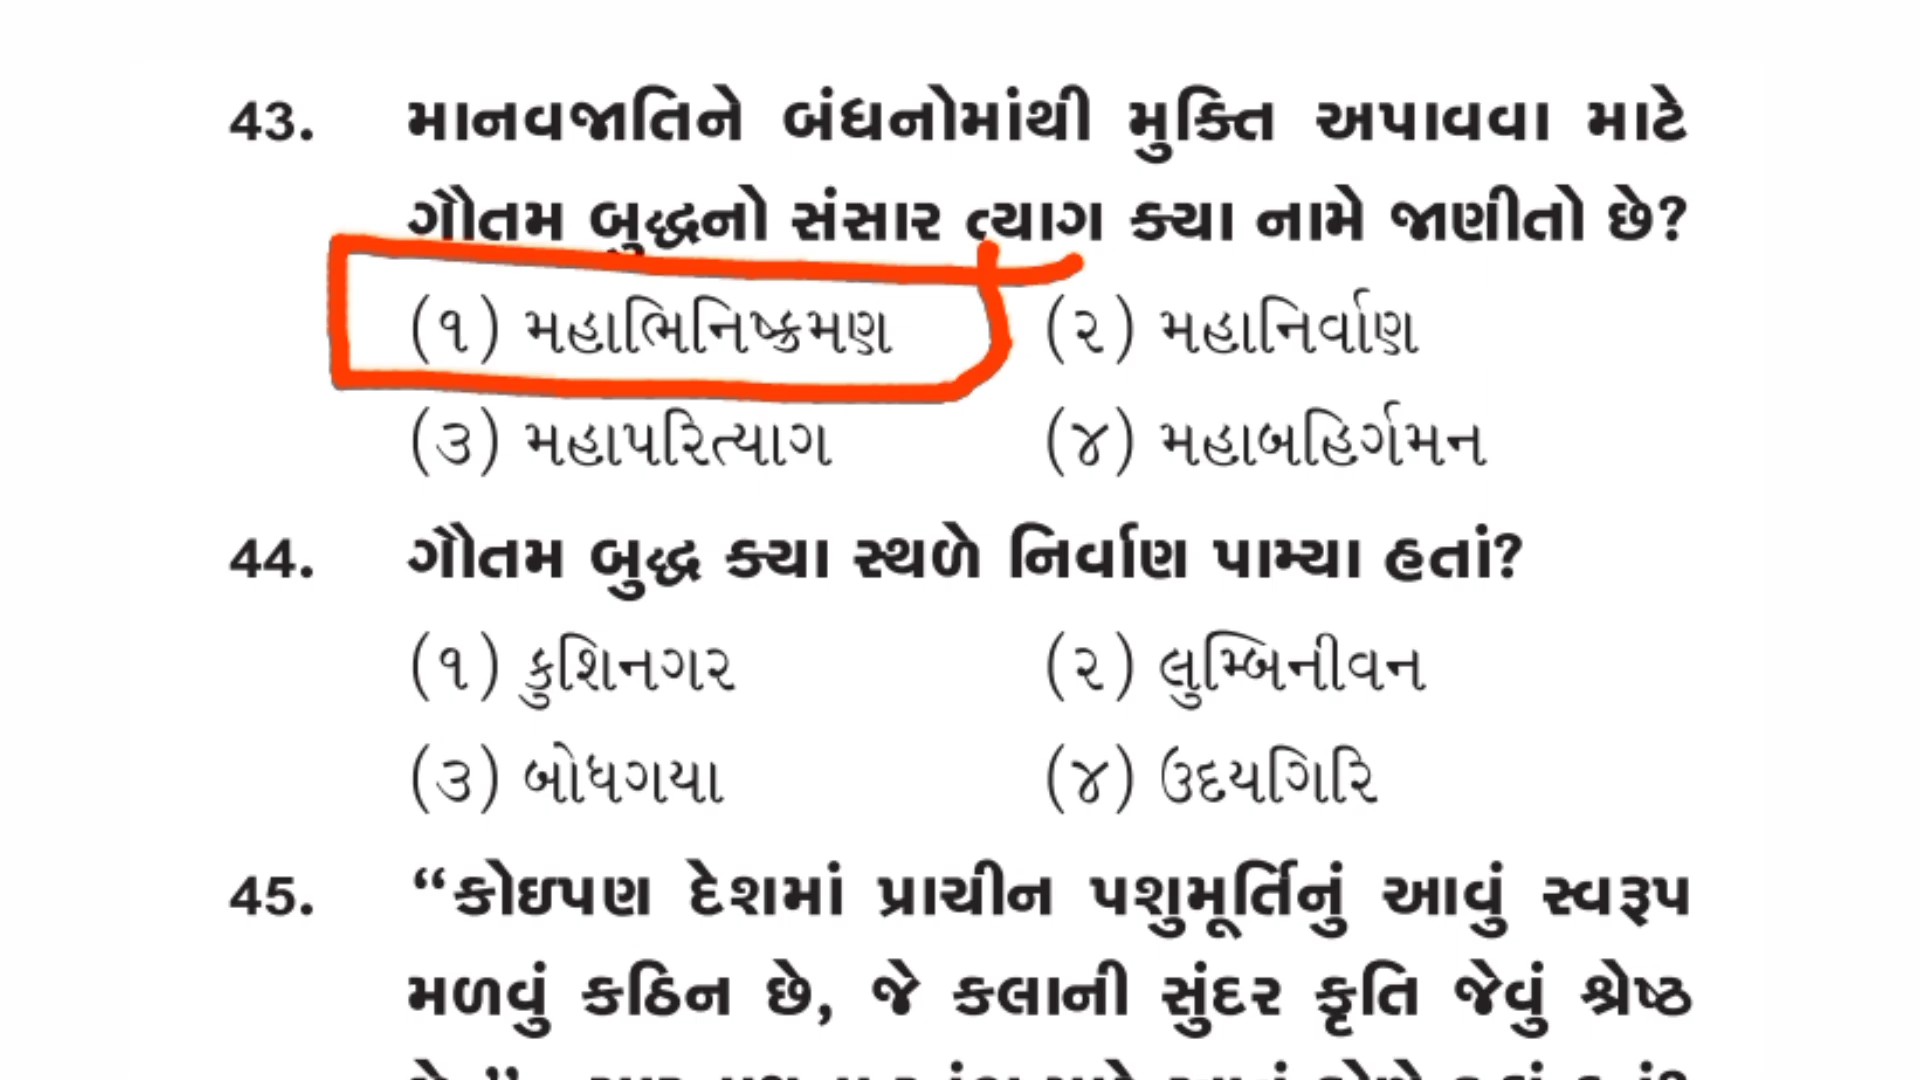 43. માનવજાતિને બંધનોમાંથી મુક્તિ અપાવવા માટે
ગૌતમ બુદ્ધનો સંસાર ત્યાગ ક્યા નામે જાણીતો છે?
(૧) મહાભિનિષ્ક્રમણ (૨) મહાનિર્વાણ
(૩) મહાપરિત્યાગ (૪) મહાબહિર્ગમન
44. ગૌતમ બુદ્ધ ક્યા સ્થળે નિર્વાણ પામ્યા હતાં?
(૧) કુશિનગર (૨) લુમ્બિનીવન
(૩) બોધગયા (૪) ઉદયગિરિ
45. “કોઇપણ દેશમાં પ્રાચીન પશુમૂર્તિનું આવું સ્વરૂપ
મળવું કઠિન છે, જે કલાની સુંદર કૃતિ જેવું શ્રેષ્ઠ